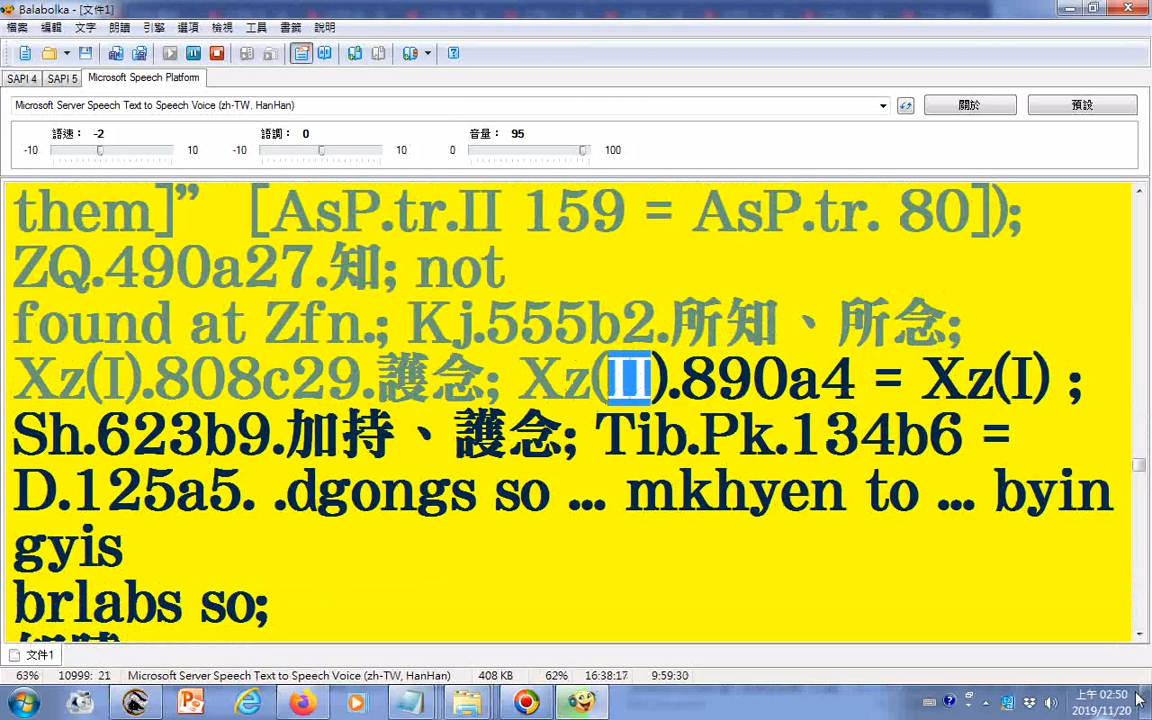 Balabolka - [文件1]
檔案 編輯 文字 朗讀 引擎 選項 檢視 工具 書籤 說明
SAPI 4 SAPI 5 Microsoft Speech Platform
Microsoft Server Speech Text to Speech Voice (zh-TW, HanHan) 關於 預設
語速： -2 語調： 0 音量： 95
-10 10 -10 10 0 100
them]” [AsP.tr.II 159 = AsP.tr. 80]);
ZQ.490a27.知; not
found at Zfn.; Kj.555b2.所知、所念;
Xz(I).808c29.護念; Xz(II).890a4 = Xz(I) ;
Sh.623b9.加持、護念; Tib.Pk.134b6 =
D.125a5. .dgongs so ... mkhyen to ... byin
gyis
brlabs so;
文件1
63% 10999: 21 Microsoft Server Speech Text to Speech Voice (zh-TW, HanHan) 408 KB 62% 16:38:17 9:59:30
上午 02:50
2019/11/20